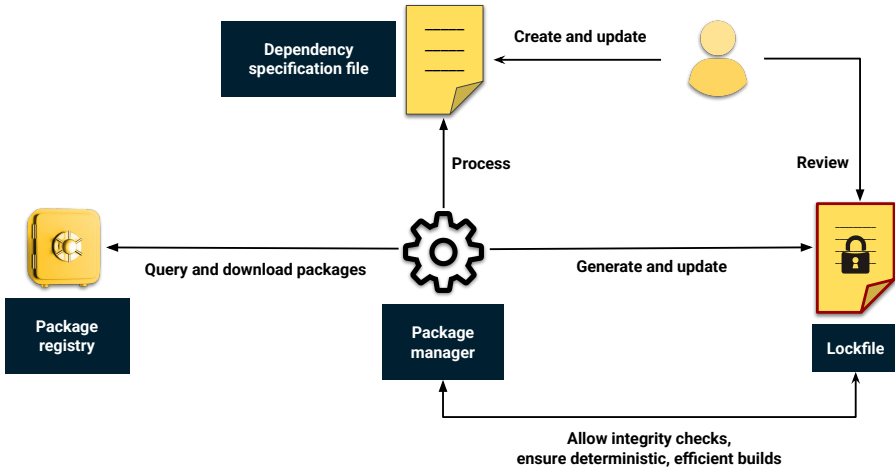 Dependency
specification file
Create and update
Process
Review
Query and download packages
Generate and update
Package
registry
Package
manager
Lockfile
Allow integrity checks,
ensure deterministic, efficient builds